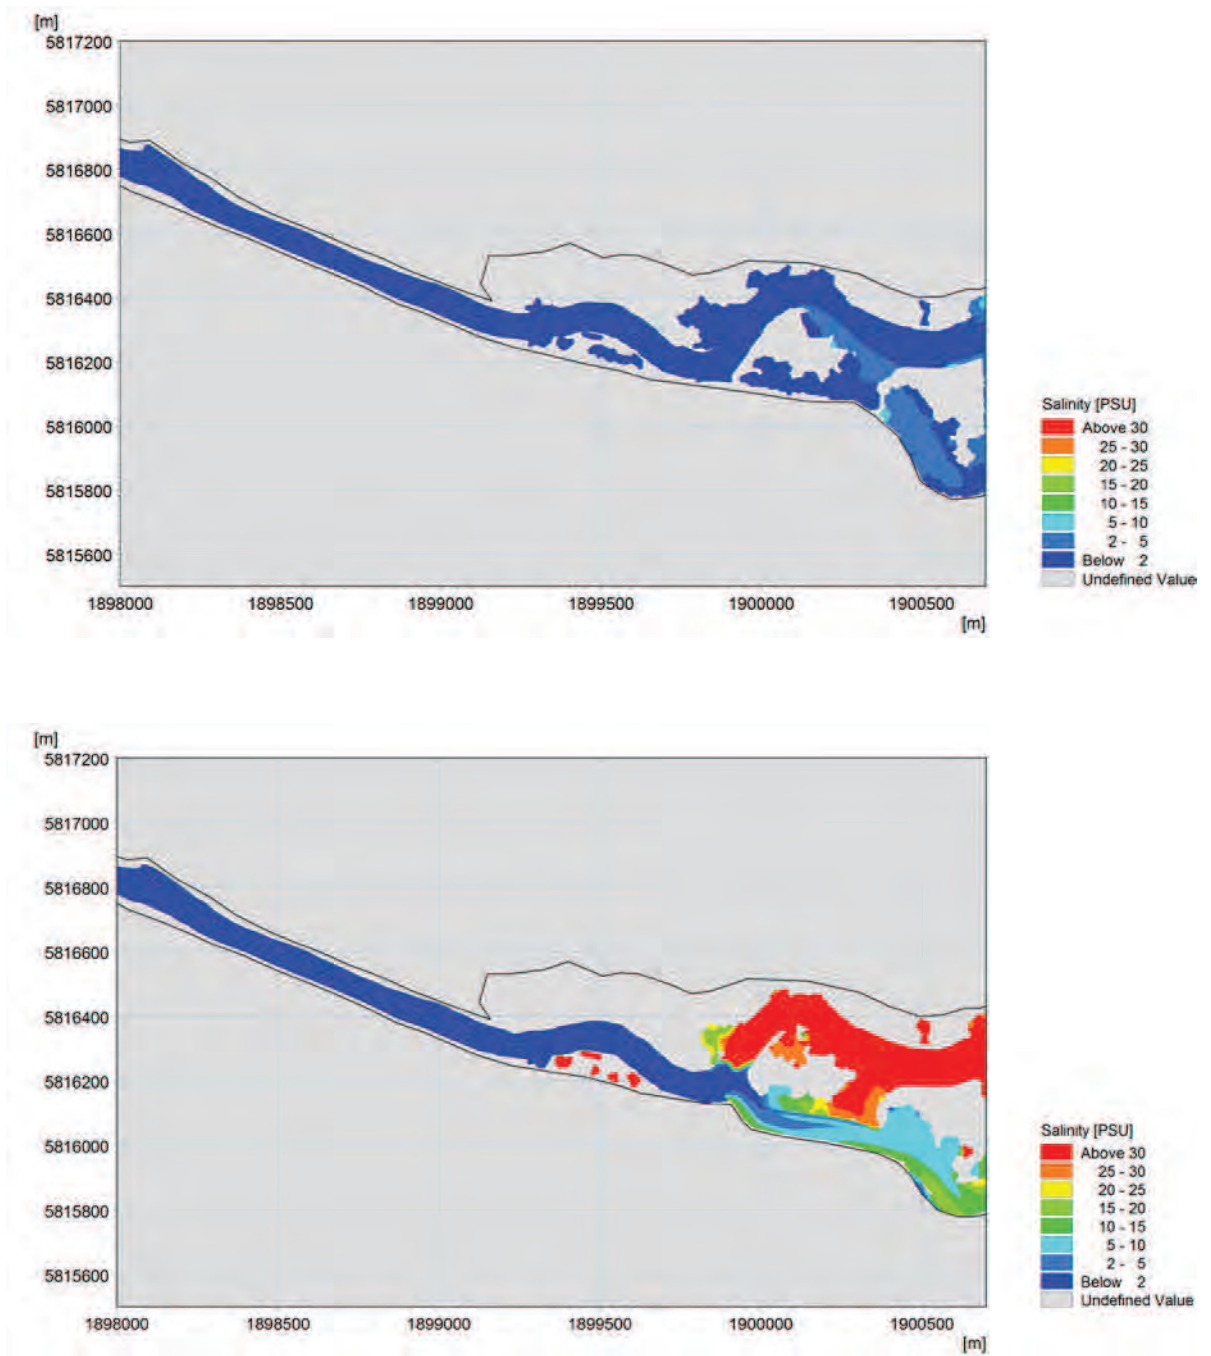 [m]
5817200
5817000
5816800
5816600
5816400
5816200
5816000
5815800
5815600
1898000 1898500 1899000 1899500 1900000 1900500
[m]
Salinity [PSU]
Above 30
25 - 30
20 - 25
15 - 20
10 - 15
5 - 10
2 - 5
Below 2
Undefined Value
[m]
5817200
5817000
5816800
5816600
5816400
5816200
5816000
5815800
5815600
1898000 1898500 1899000 1899500 1900000 1900500
[m]
Salinity [PSU]
Above 30
25 - 30
20 - 25
15 - 20
10 - 15
5 - 10
2 - 5
Below 2
Undefined Value